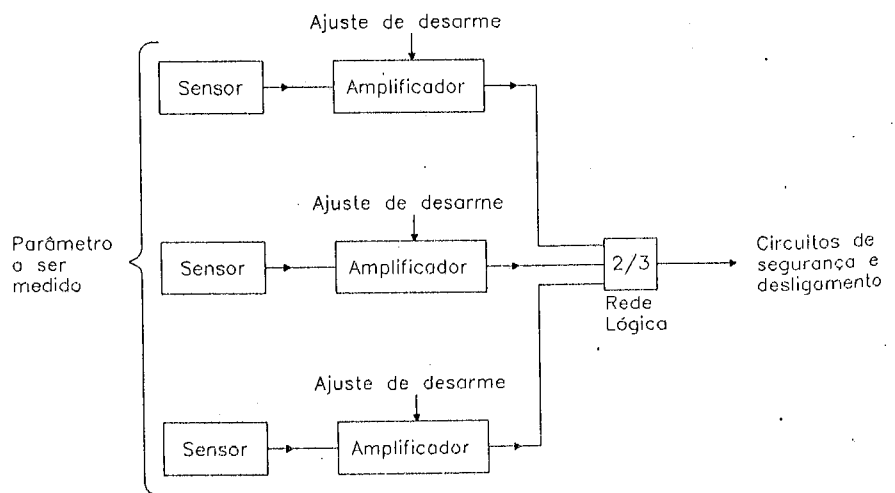 Ajuste de desarme
Sensor
Amplificador
Ajuste de desarme
Parâmetro
a ser
medido
Sensor
Amplificador
2/3
Rede
Lógica
Circuitos de
segurança e
desligamento
Ajuste de desarme
Sensor
Amplificador